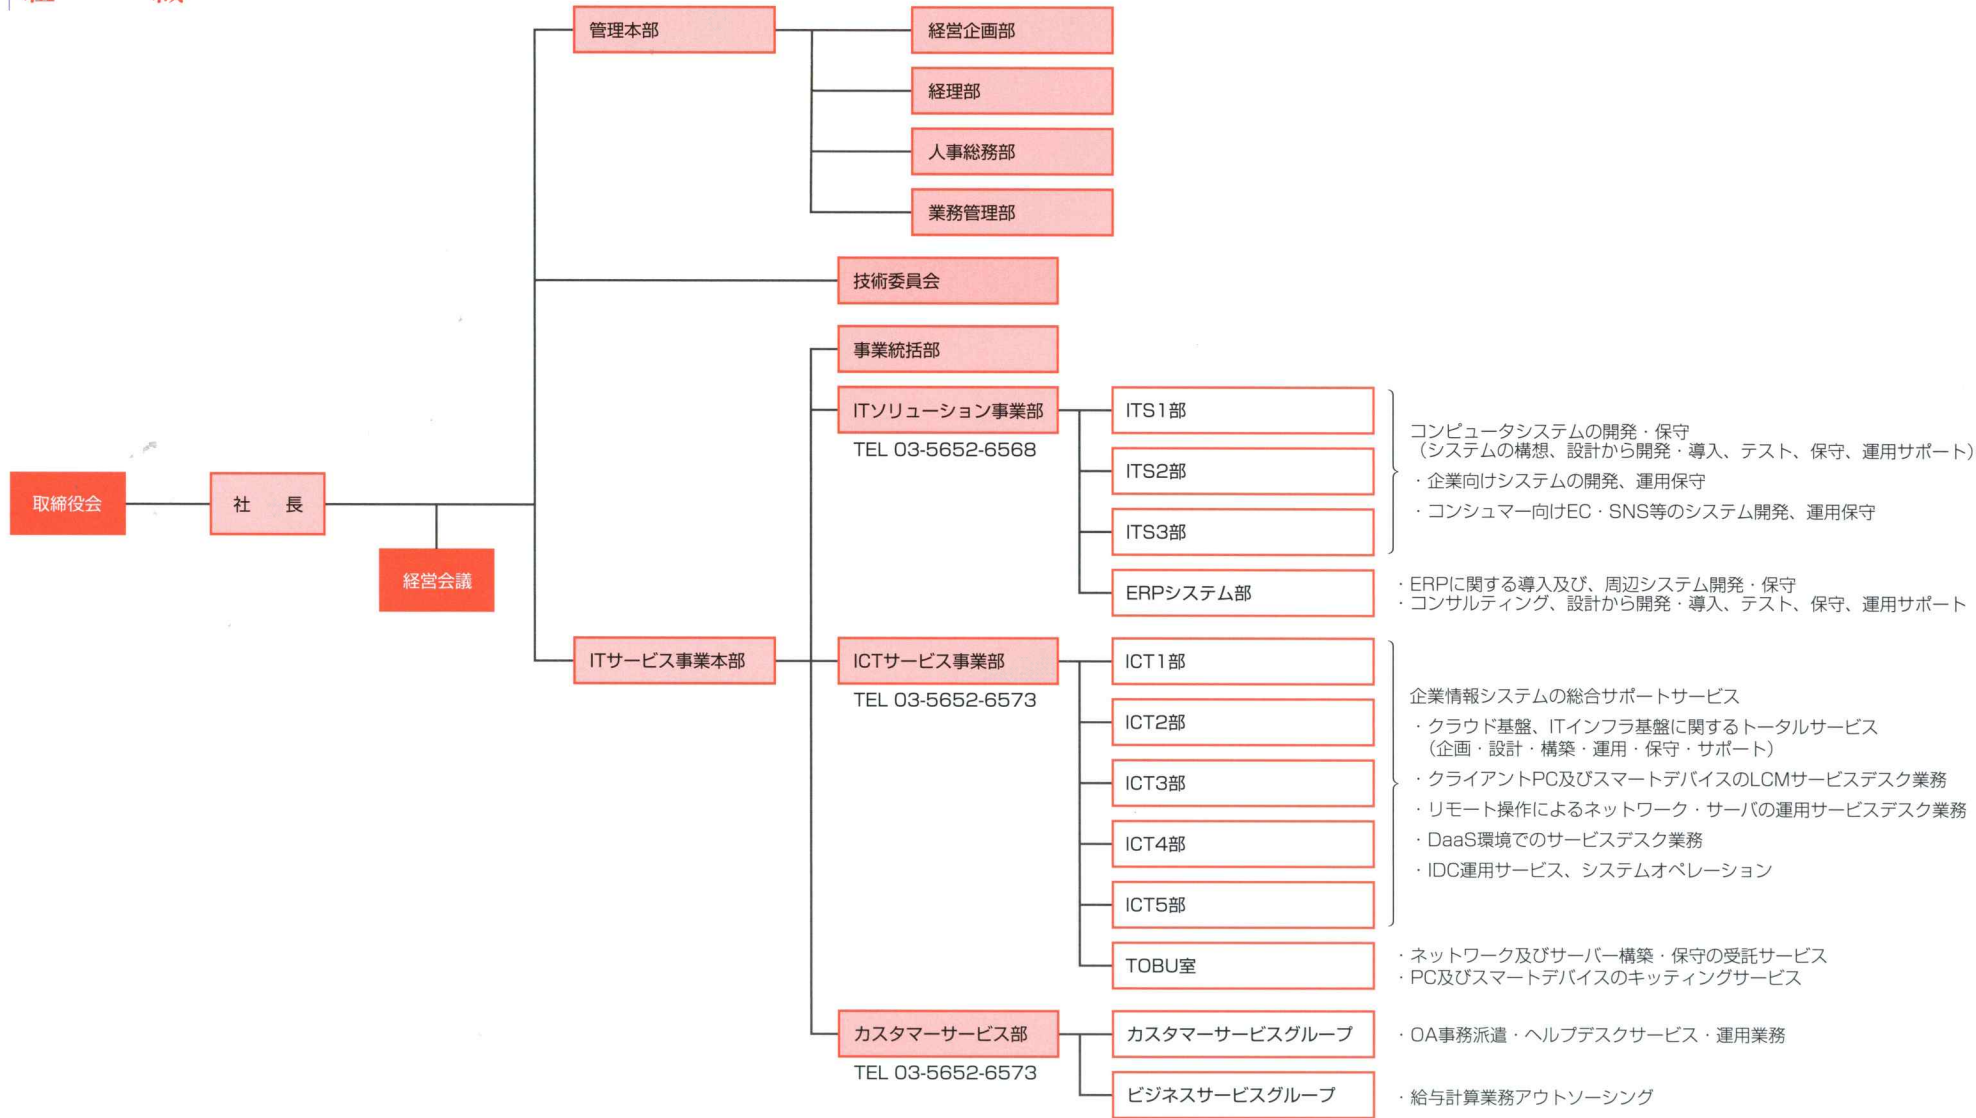 管理本部
経営企画部
経理部
人事総務部
業務管理部
技術委員会
事業統括部
ITソリューション事業部
TEL 03-5652-6568
ITS1部
ITS2部
ITS3部
コンピュータシステムの開発・保守
（システムの構想、設計から開発・導入、テスト、保守、運用サポート）
・企業向けシステムの開発、運用保守
・コンシュマー向けEC・SNS等のシステム開発、運用保守
ERPシステム部
・ERPに関する導入及び、周辺システム開発・保守
・コンサルティング、設計から開発・導入、テスト、保守、運用サポート
取締役会
社　長
経営会議
ITサービス事業本部
ICTサービス事業部
TEL 03-5652-6573
ICT1部
ICT2部
ICT3部
ICT4部
ICT5部
企業情報システムの総合サポートサービス
・クラウド基盤、ITインフラ基盤に関するトータルサービス
（企画・設計・構築・運用・保守・サポート）
・クライアントPC及びスマートデバイスのLCMサービスデスク業務
・リモート操作によるネットワーク・サーバの運用サービスデスク業務
・DaaS環境でのサービスデスク業務
・IDC運用サービス、システムオペレーション
TOBU室
・ネットワーク及びサーバー構築・保守の受託サービス
・PC及びスマートデバイスのキッティングサービス
カスタマーサービス部
TEL 03-5652-6573
カスタマーサービスグループ
・OA事務派遣・ヘルプデスクサービス・運用業務
ビジネスサービスグループ
・給与計算業務アウトソーシング